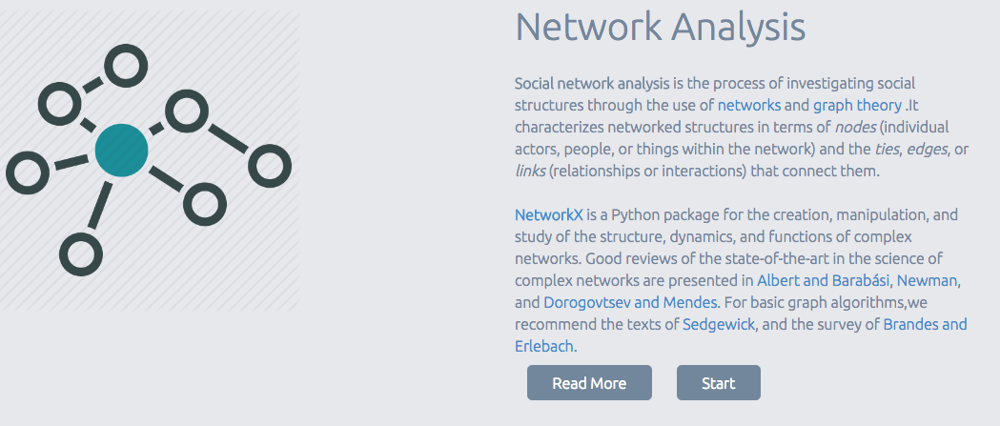 Network Analysis
Social network analysis is the process of investigating social
structures through the use of networks and graph theory .It
characterizes networked structures in terms of nodes (individual
actors, people, or things within the network) and the ties, edges, or
links (relationships or interactions) that connect them.
NetworkX is a Python package for the creation, manipulation, and
study of the structure, dynamics, and functions of complex
networks. Good reviews of the state-of-the-art in the science of
complex networks are presented in Albert and Barabási, Newman,
and Dorogovtsev and Mendes. For basic graph algorithms,we
recommend the texts of Sedgewick, and the survey of Brandes and
Erlebach.
Read More Start